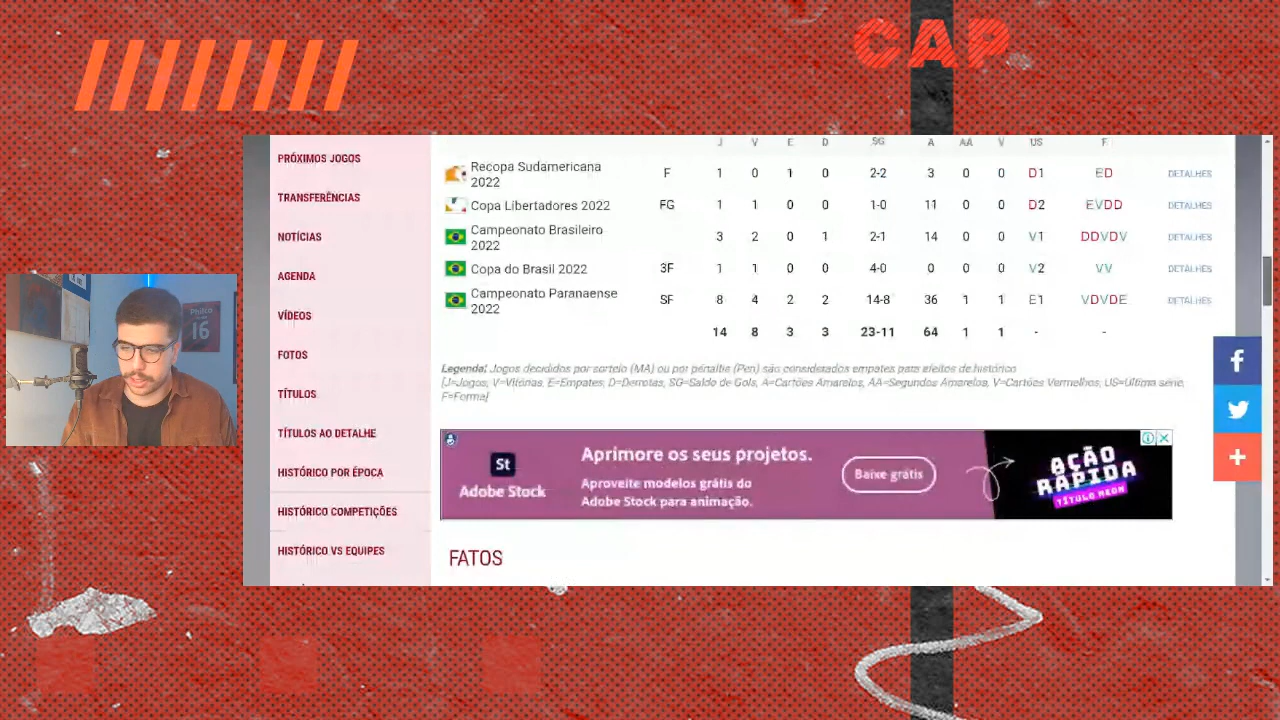 CAP
PRÓXIMOS JOGOS
TRANSFERÊNCIAS
NOTÍCIAS
AGENDA
VÍDEOS
FOTOS
TÍTULOS
TÍTULOS AO DETALHE
HISTÓRICO POR ÉPOCA
HISTÓRICO COMPETIÇÕES
HISTÓRICO VS EQUIPES
J V E D SG A AA V US F
Recopa Sudamericana 2022 F 1 0 1 0 2-2 3 0 0 D1 ED DETALHES
Copa Libertadores 2022 FG 1 1 0 0 1-0 11 0 0 D2 EVDD DETALHES
Campeonato Brasileiro 2022 3 2 0 1 2-1 14 0 0 V1 DDVDV DETALHES
Copa do Brasil 2022 3F 1 1 0 0 4-0 0 0 0 V2 VV DETALHES
Campeonato Paranaense 2022 SF 8 4 2 2 14-8 36 1 1 E1 VDVDE DETALHES
14 8 3 3 23-11 64 1 1 - -
Legenda: Jogos decididos por sorteio (MA) ou por pénaltis (Pen) são considerados empates para efeitos de histórico
[J=Jogos, V=Vitórias, E=Empates, D=Derrotas, SG=Saldo de Gols, A=Cartões Amarelos, AA=Segundos Amarelos, V=Cartões Vermelhos, US=Última série,
F=Forma]
St
Adobe Stock
Aprimore os seus projetos.
Aproveite modelos grátis do
Adobe Stock para animação.
Baixe grátis
AÇÃO
RÁPIDA
TÍTULO NEON
FATOS
Philco
16